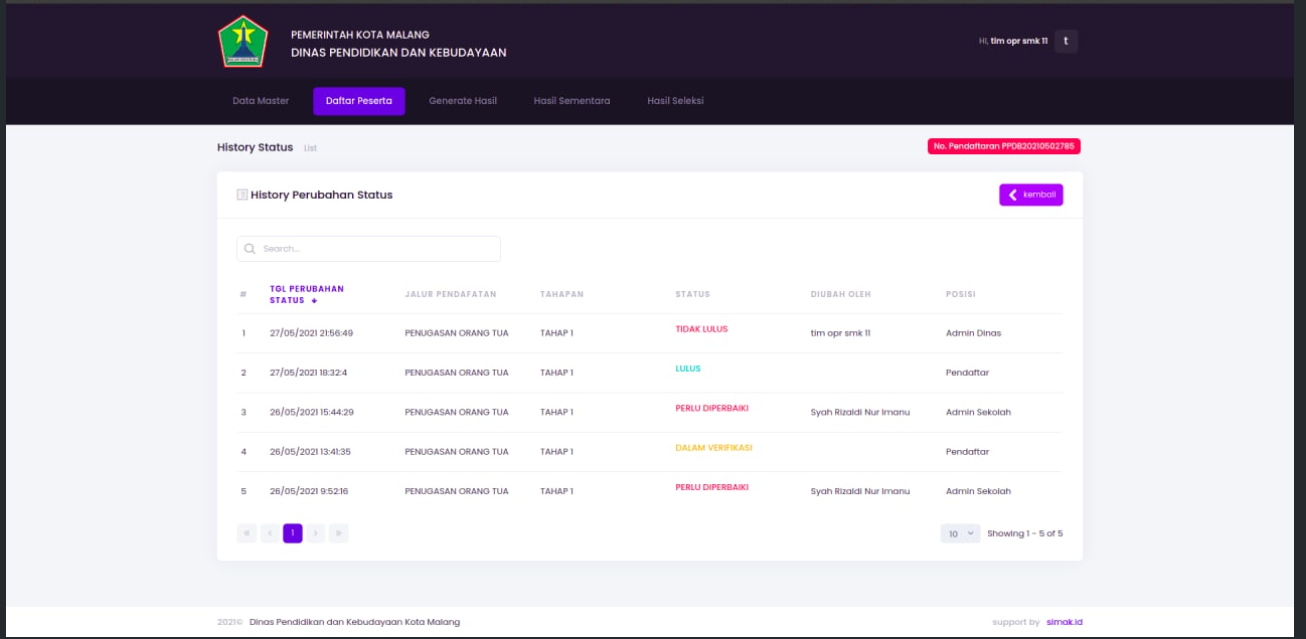 PEMERINTAH KOTA MALANG
DINAS PENDIDIKAN DAN KEBUDAYAAN
Hi, tim opr smk 11 t
Data Master Daftar Peserta Generate Hasil Hasil Sementara Hasil Seleksi
History Status List No. Pendaftaran PPDB20210502785
History Perubahan Status kembali
Search...
# TGL PERUBAHAN STATUS JALUR PENDAFATAN TAHAPAN STATUS DIUBAH OLEH POSISI
1 27/05/2021 21:56:49 PENUGASAN ORANG TUA TAHAP 1 TIDAK LULUS tim opr smk 11 Admin Dinas
2 27/05/2021 18:32:4 PENUGASAN ORANG TUA TAHAP 1 LULUS Pendaftar
3 26/05/2021 15:44:29 PENUGASAN ORANG TUA TAHAP 1 PERLU DIPERBAIKI Syah Rizaldi Nur Imanu Admin Sekolah
4 26/05/2021 13:41:35 PENUGASAN ORANG TUA TAHAP 1 DALAM VERIFIKASI Pendaftar
5 26/05/2021 9:52:16 PENUGASAN ORANG TUA TAHAP 1 PERLU DIPERBAIKI Syah Rizaldi Nur Imanu Admin Sekolah
« < 1 > » 10 Showing 1 - 5 of 5
2021© Dinas Pendidikan dan Kebudayaan Kota Malang support by simak.id